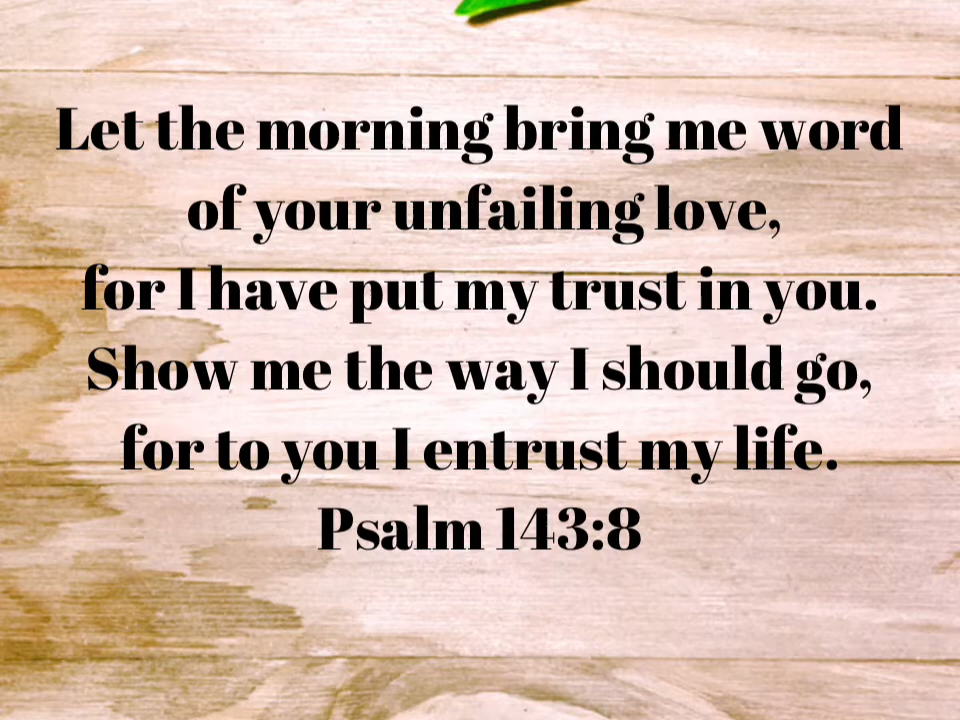 Let the morning bring me word
of your unfailing love,
for I have put my trust in you.
Show me the way I should go,
for to you I entrust my life.
Psalm 143:8